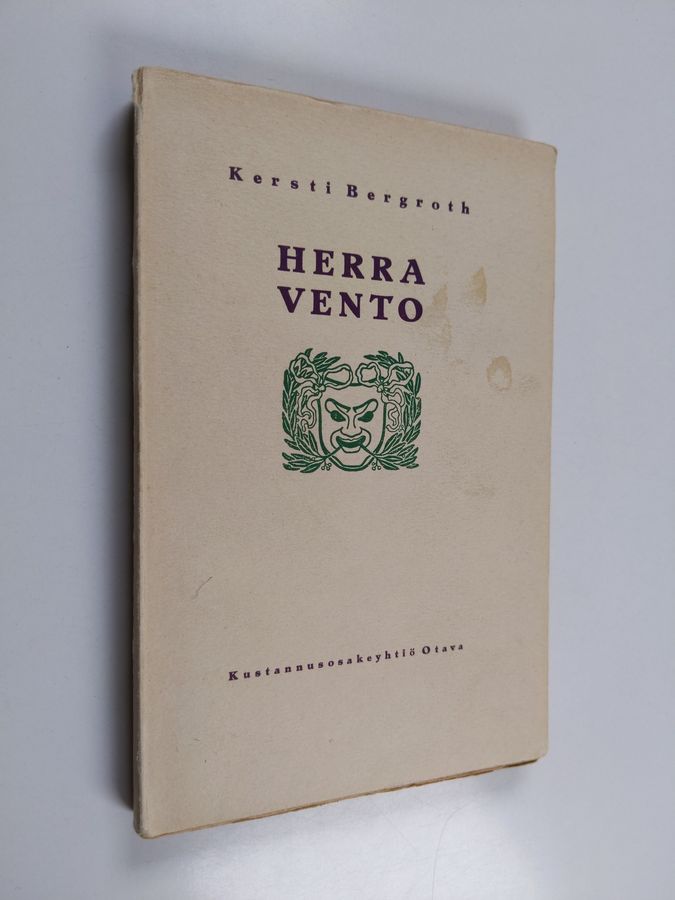 Kersti Bergroth
HERRA
VENTO
Kustannusosakeyhtiö Otava